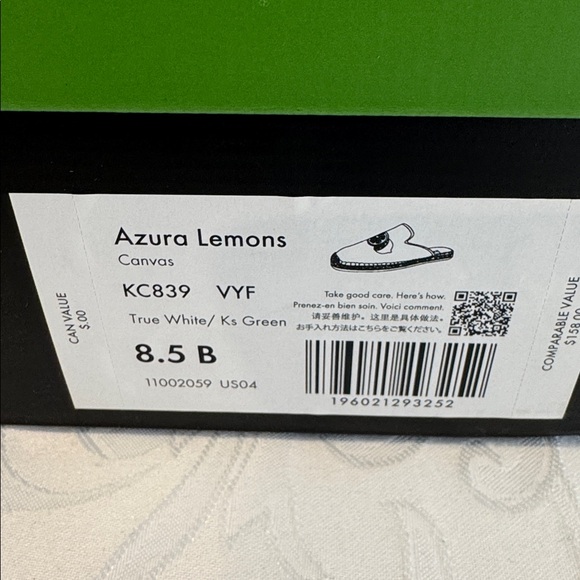 Azura Lemons
Canvas
KC839 VYF
True White/ Ks Green
8.5 B
11002059 US04
Take good care. Here's how.
Prenez-en bien soin. Voici comment.
请妥善维护。这里是具体做法。
お手入れ方法はこちらをご覧ください。
196021293252
CAN VALUE
$.00
COMPARABLE VALUE
$158.00